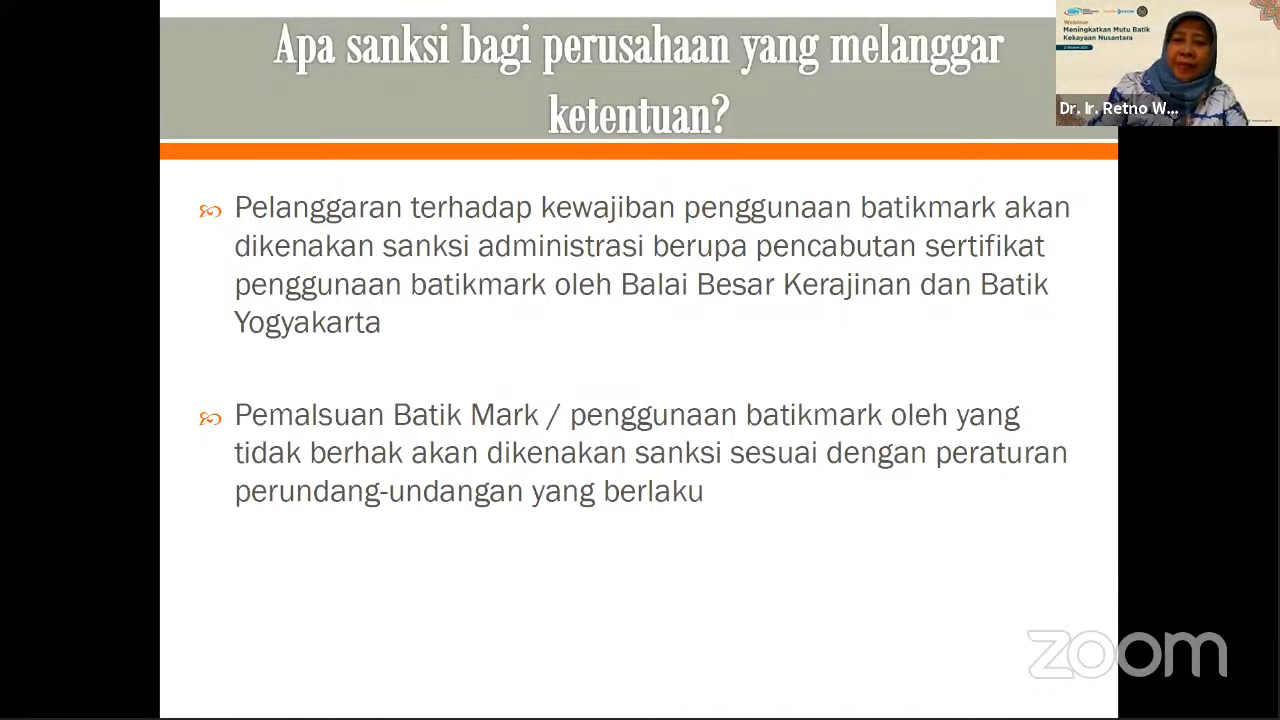 Apa sanksi bagi perusahaan yang melanggar
ketentuan?
Webinar
Meningkatkan Mutu Batik
Kekayaan Nusantara
Dr. Ir. Retno W...
Pelanggaran terhadap kewajiban penggunaan batikmark akan
dikenakan sanksi administrasi berupa pencabutan sertifikat
penggunaan batikmark oleh Balai Besar Kerajinan dan Batik
Yogyakarta
Pemalsuan Batik Mark / penggunaan batikmark oleh yang
tidak berhak akan dikenakan sanksi sesuai dengan peraturan
perundang-undangan yang berlaku
zoom